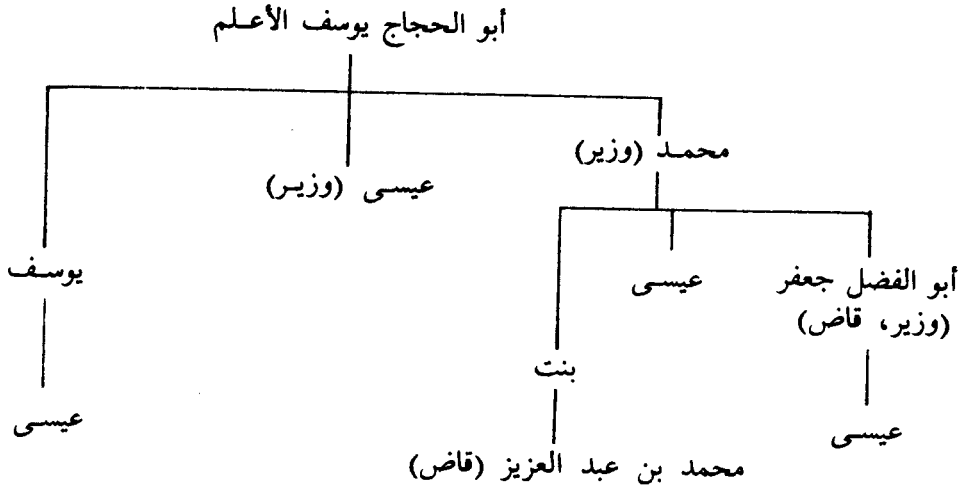 أبو الحجاج يوسف الأعلم
محمد (وزير)
عيسى (وزير)
يوسف
عيسى
أبو الفضل جعفر
(وزير، قاض)
بنت
عيسى
عيسى
محمد بن عبد العزيز (قاض)